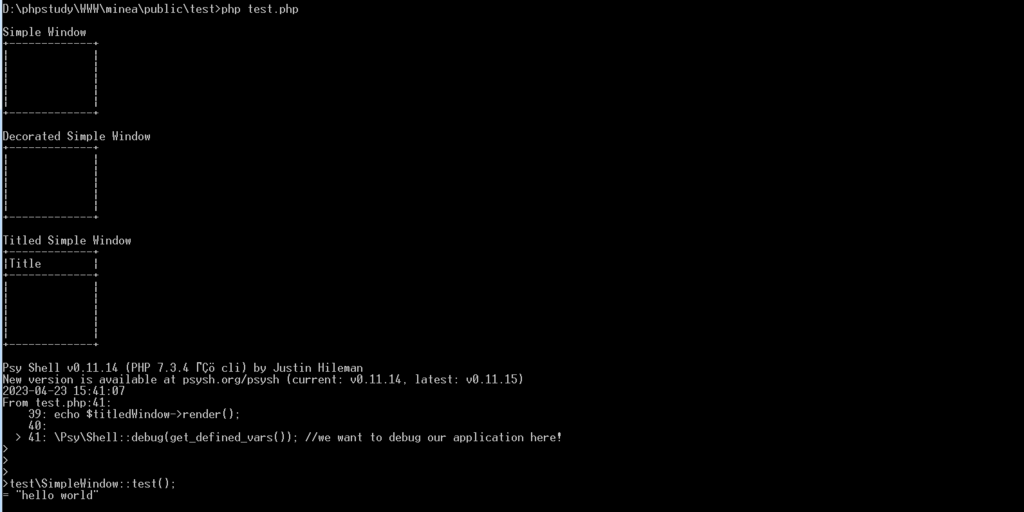 D:\phpstudy\WWW\minea\public\test>php test.php
Simple Window
+-------------+
¦             ¦
¦             ¦
¦             ¦
¦             ¦
¦             ¦
+-------------+
Decorated Simple Window
+-------------+
¦             ¦
¦             ¦
¦             ¦
¦             ¦
¦             ¦
+-------------+
Titled Simple Window
+-------------+
¦Title        ¦
+-------------+
¦             ¦
¦             ¦
¦             ¦
¦             ¦
¦             ¦
+-------------+
Psy Shell v0.11.14 (PHP 7.3.4 ΓÇö cli) by Justin Hileman
New version is available at psysh.org/psysh (current: v0.11.14, latest: v0.11.15)
2023-04-23 15:41:07
From test.php:41:
    39: echo $titledWindow->render();
    40:
  > 41: \Psy\Shell::debug(get_defined_vars()); //we want to debug our application here!
>
>
>
>test\SimpleWindow::test();
= "hello world"